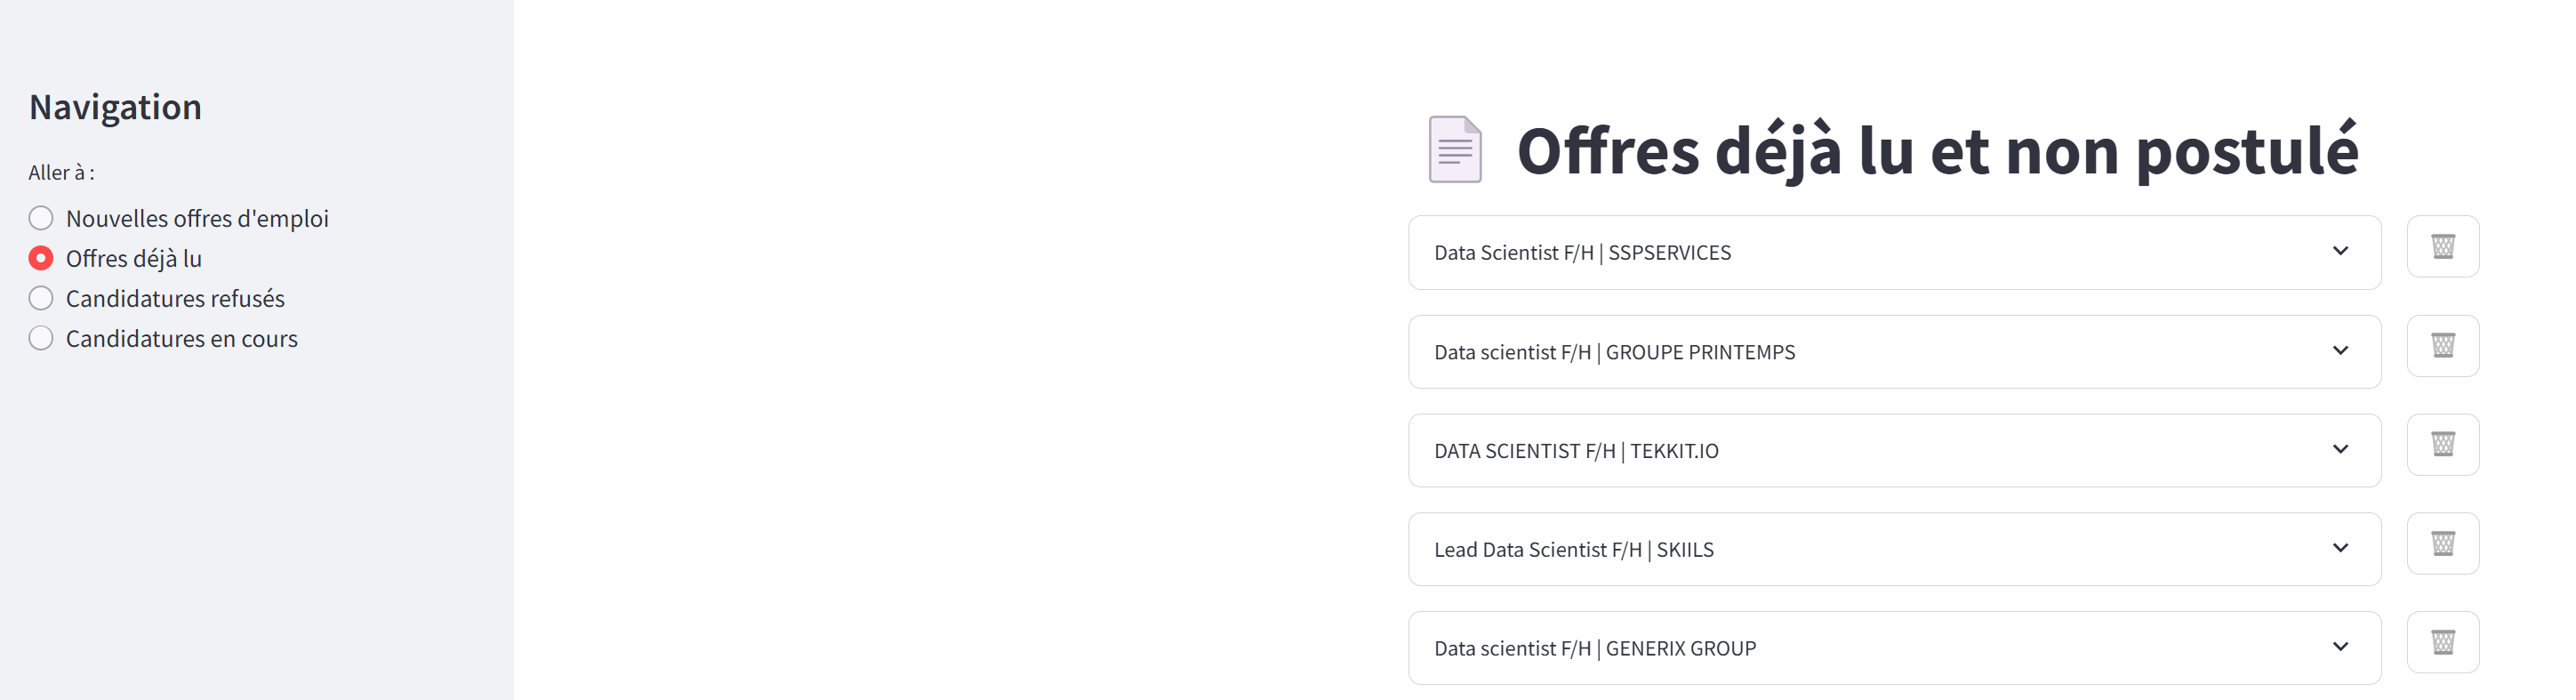 Navigation
Aller à :
Nouvelles offres d'emploi
Offres déjà lu
Candidatures refusés
Candidatures en cours
Offres déjà lu et non postulé
Data Scientist F/H | SSPSERVICES
Data scientist F/H | GROUPE PRINTEMPS
DATA SCIENTIST F/H | TEKKIT.IO
Lead Data Scientist F/H | SKIILS
Data scientist F/H | GENERIX GROUP